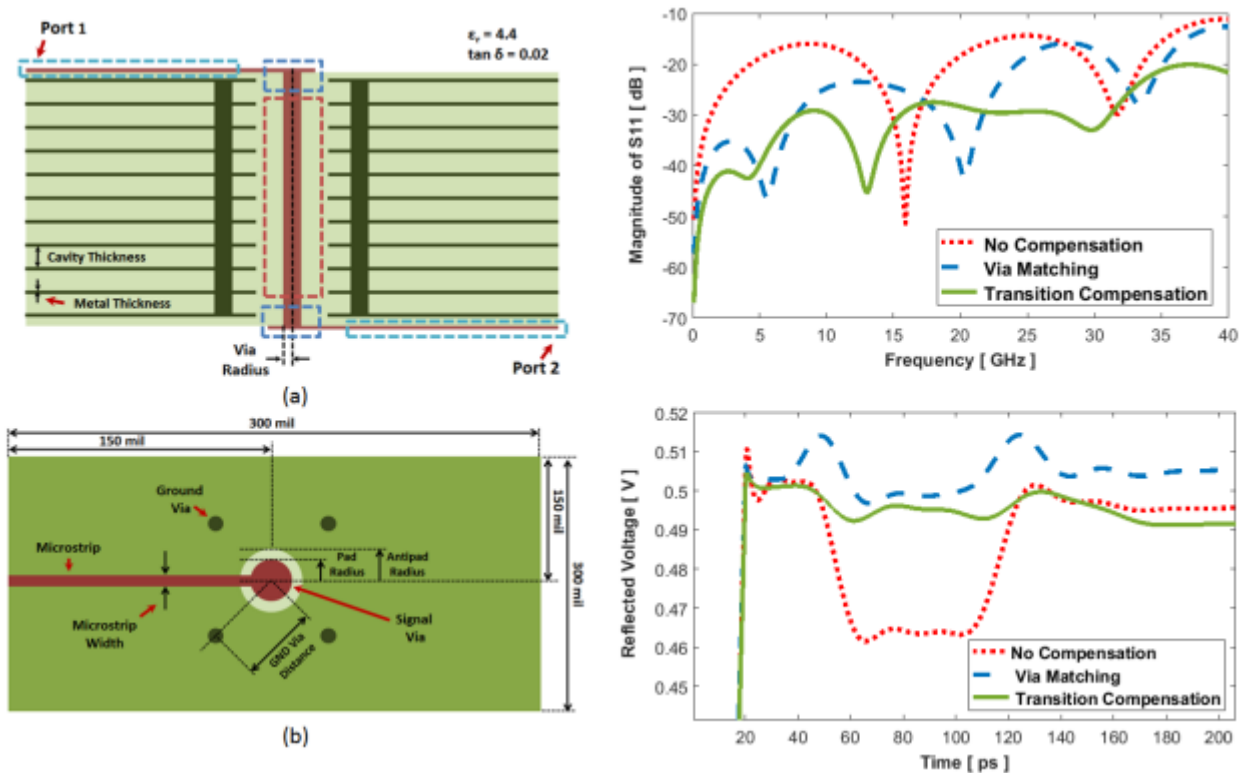 Port 1
εr = 4.4
tan δ = 0.02
Cavity Thickness
Metal Thickness
Via
Radius
Port 2
(a)
300 mil
150 mil
Ground
Via
Microstrip
Pad
Radius
Antipad
Radius
150 mil
300 mil
Microstrip
Width
GND Via
Distance
Signal
Via
(b)
-10
-20
-30
-40
-50
-60
-70
Magnitude of S11 [ dB]
No Compensation
Via Matching
Transition Compensation
0 5 10 15 20 25 30 35 40
Frequency [ GHz ]
0.52
0.51
0.5
0.49
0.48
0.47
0.46
0.45
Reflected Voltage [ V]
No Compensation
Via Matching
Transition Compensation
20 40 60 80 100 120 140 160 180 200
Time [ ps]